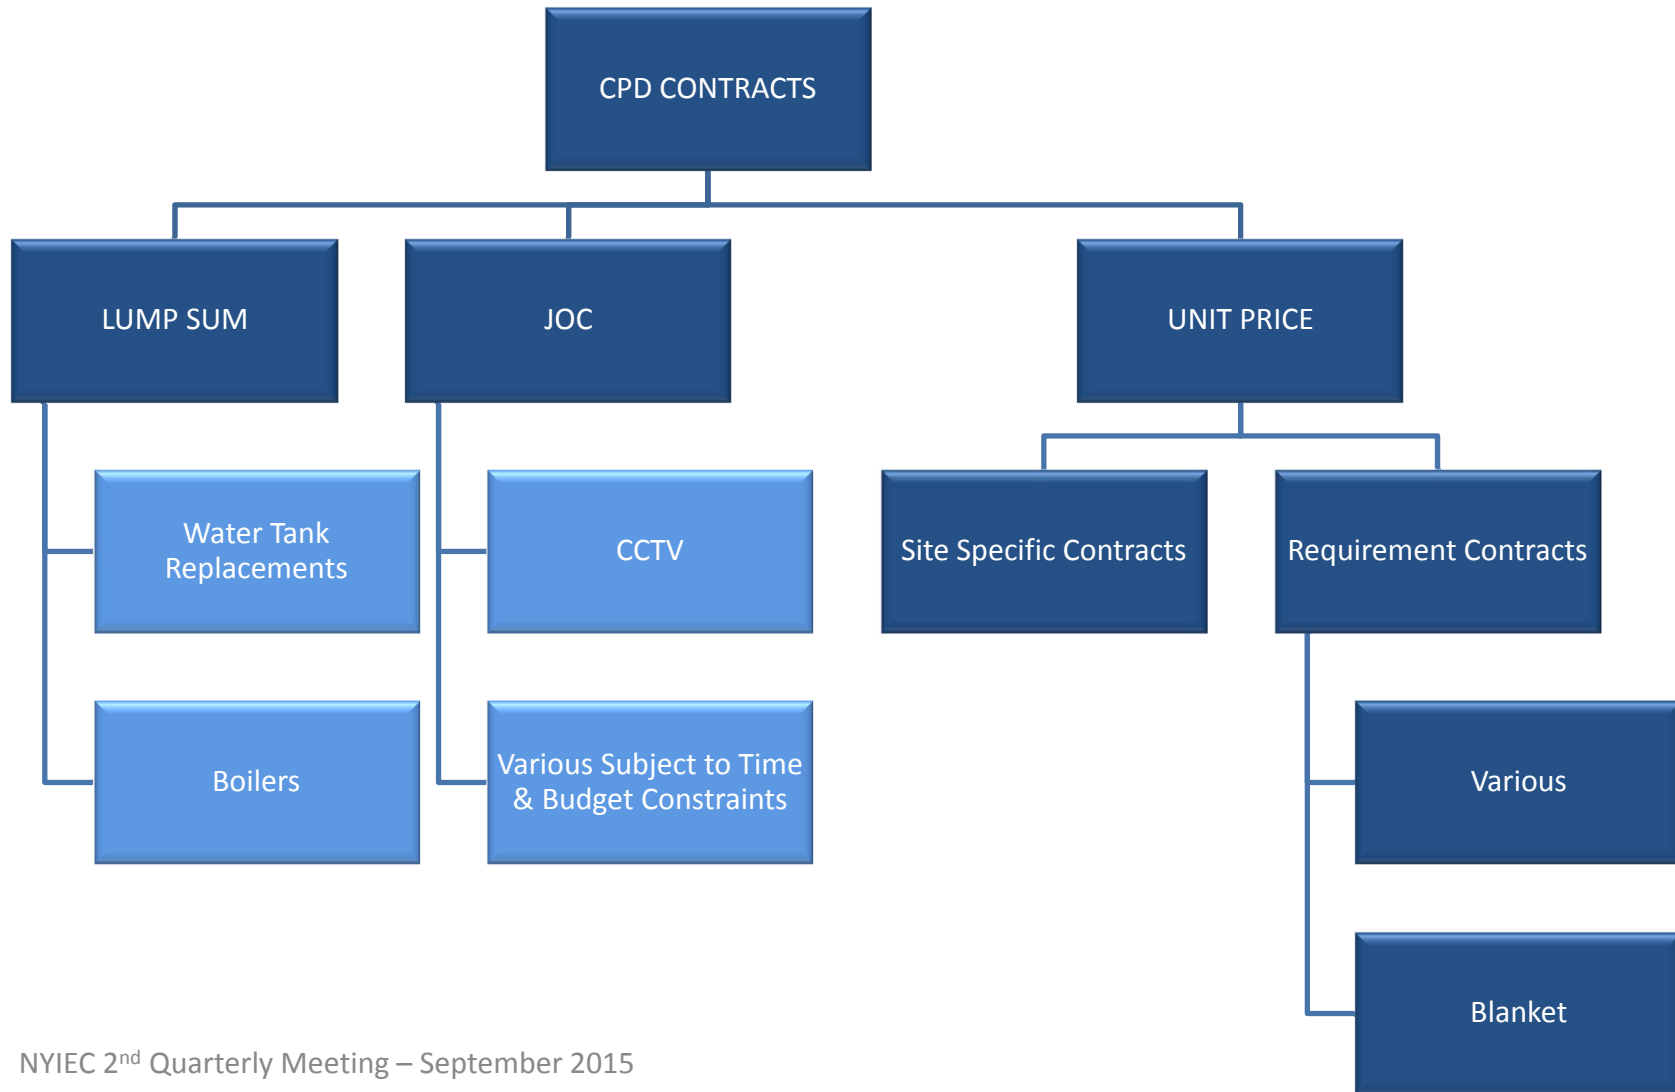 CPD CONTRACTS
LUMP SUM
JOC
UNIT PRICE
Water Tank
Replacements
CCTV
Site Specific Contracts
Requirement Contracts
Boilers
Various Subject to Time
& Budget Constraints
Various
Blanket
NYIEC 2nd Quarterly Meeting – September 2015